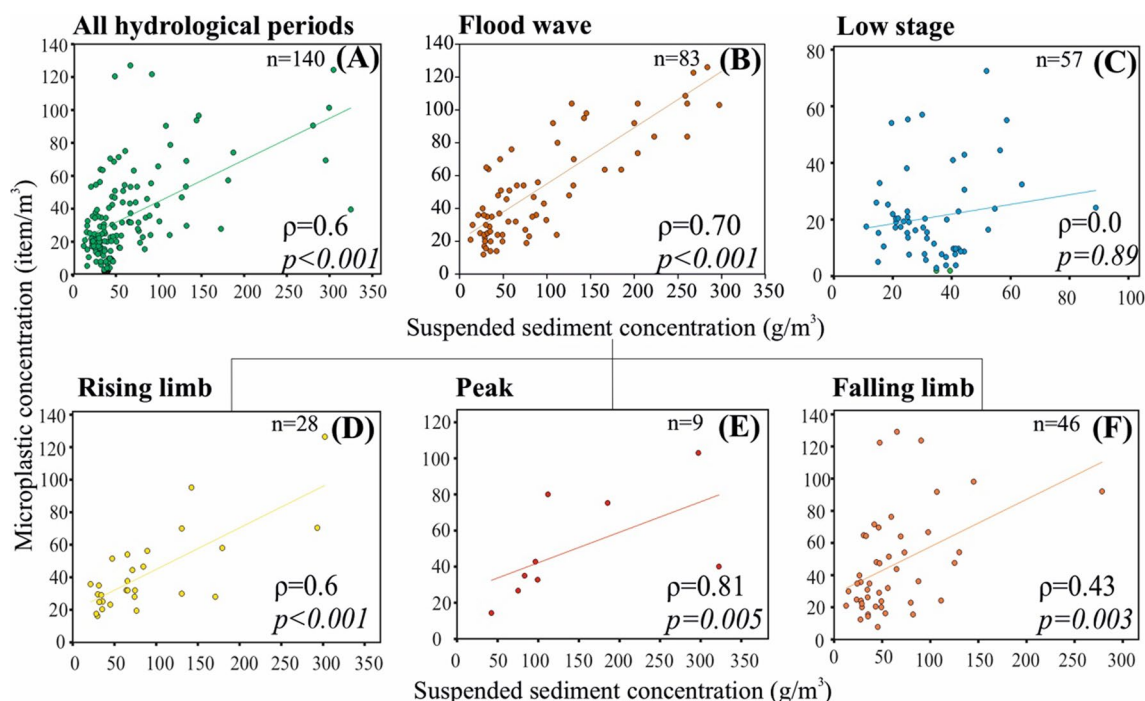 All hydrological periods
Flood wave
Low stage
n=140 (A)
n=83 (B)
n=57 (C)
140
120
100
80
60
40
20
0
140
120
100
80
60
40
20
0
80
60
40
20
0
ρ=0.6
p<0.001
ρ=0.70
p<0.001
ρ=0.0
p=0.89
0 50 100 150 200 250 300 350
0 50 100 150 200 250 300 350
0 20 40 60 80 100
Microplastic concentration (item/m³)
Suspended sediment concentration (g/m³)
Rising limb
Peak
Falling limb
n=28 (D)
n=9 (E)
n=46 (F)
140
120
100
80
60
40
20
0
120
100
80
60
40
20
0
140
120
100
80
60
40
20
0
ρ=0.6
p<0.001
ρ=0.81
p=0.005
ρ=0.43
p=0.003
0 50 100 150 200 250 300 350
0 50 100 150 200 250 300 350
0 50 100 150 200 250 300
Suspended sediment concentration (g/m³)